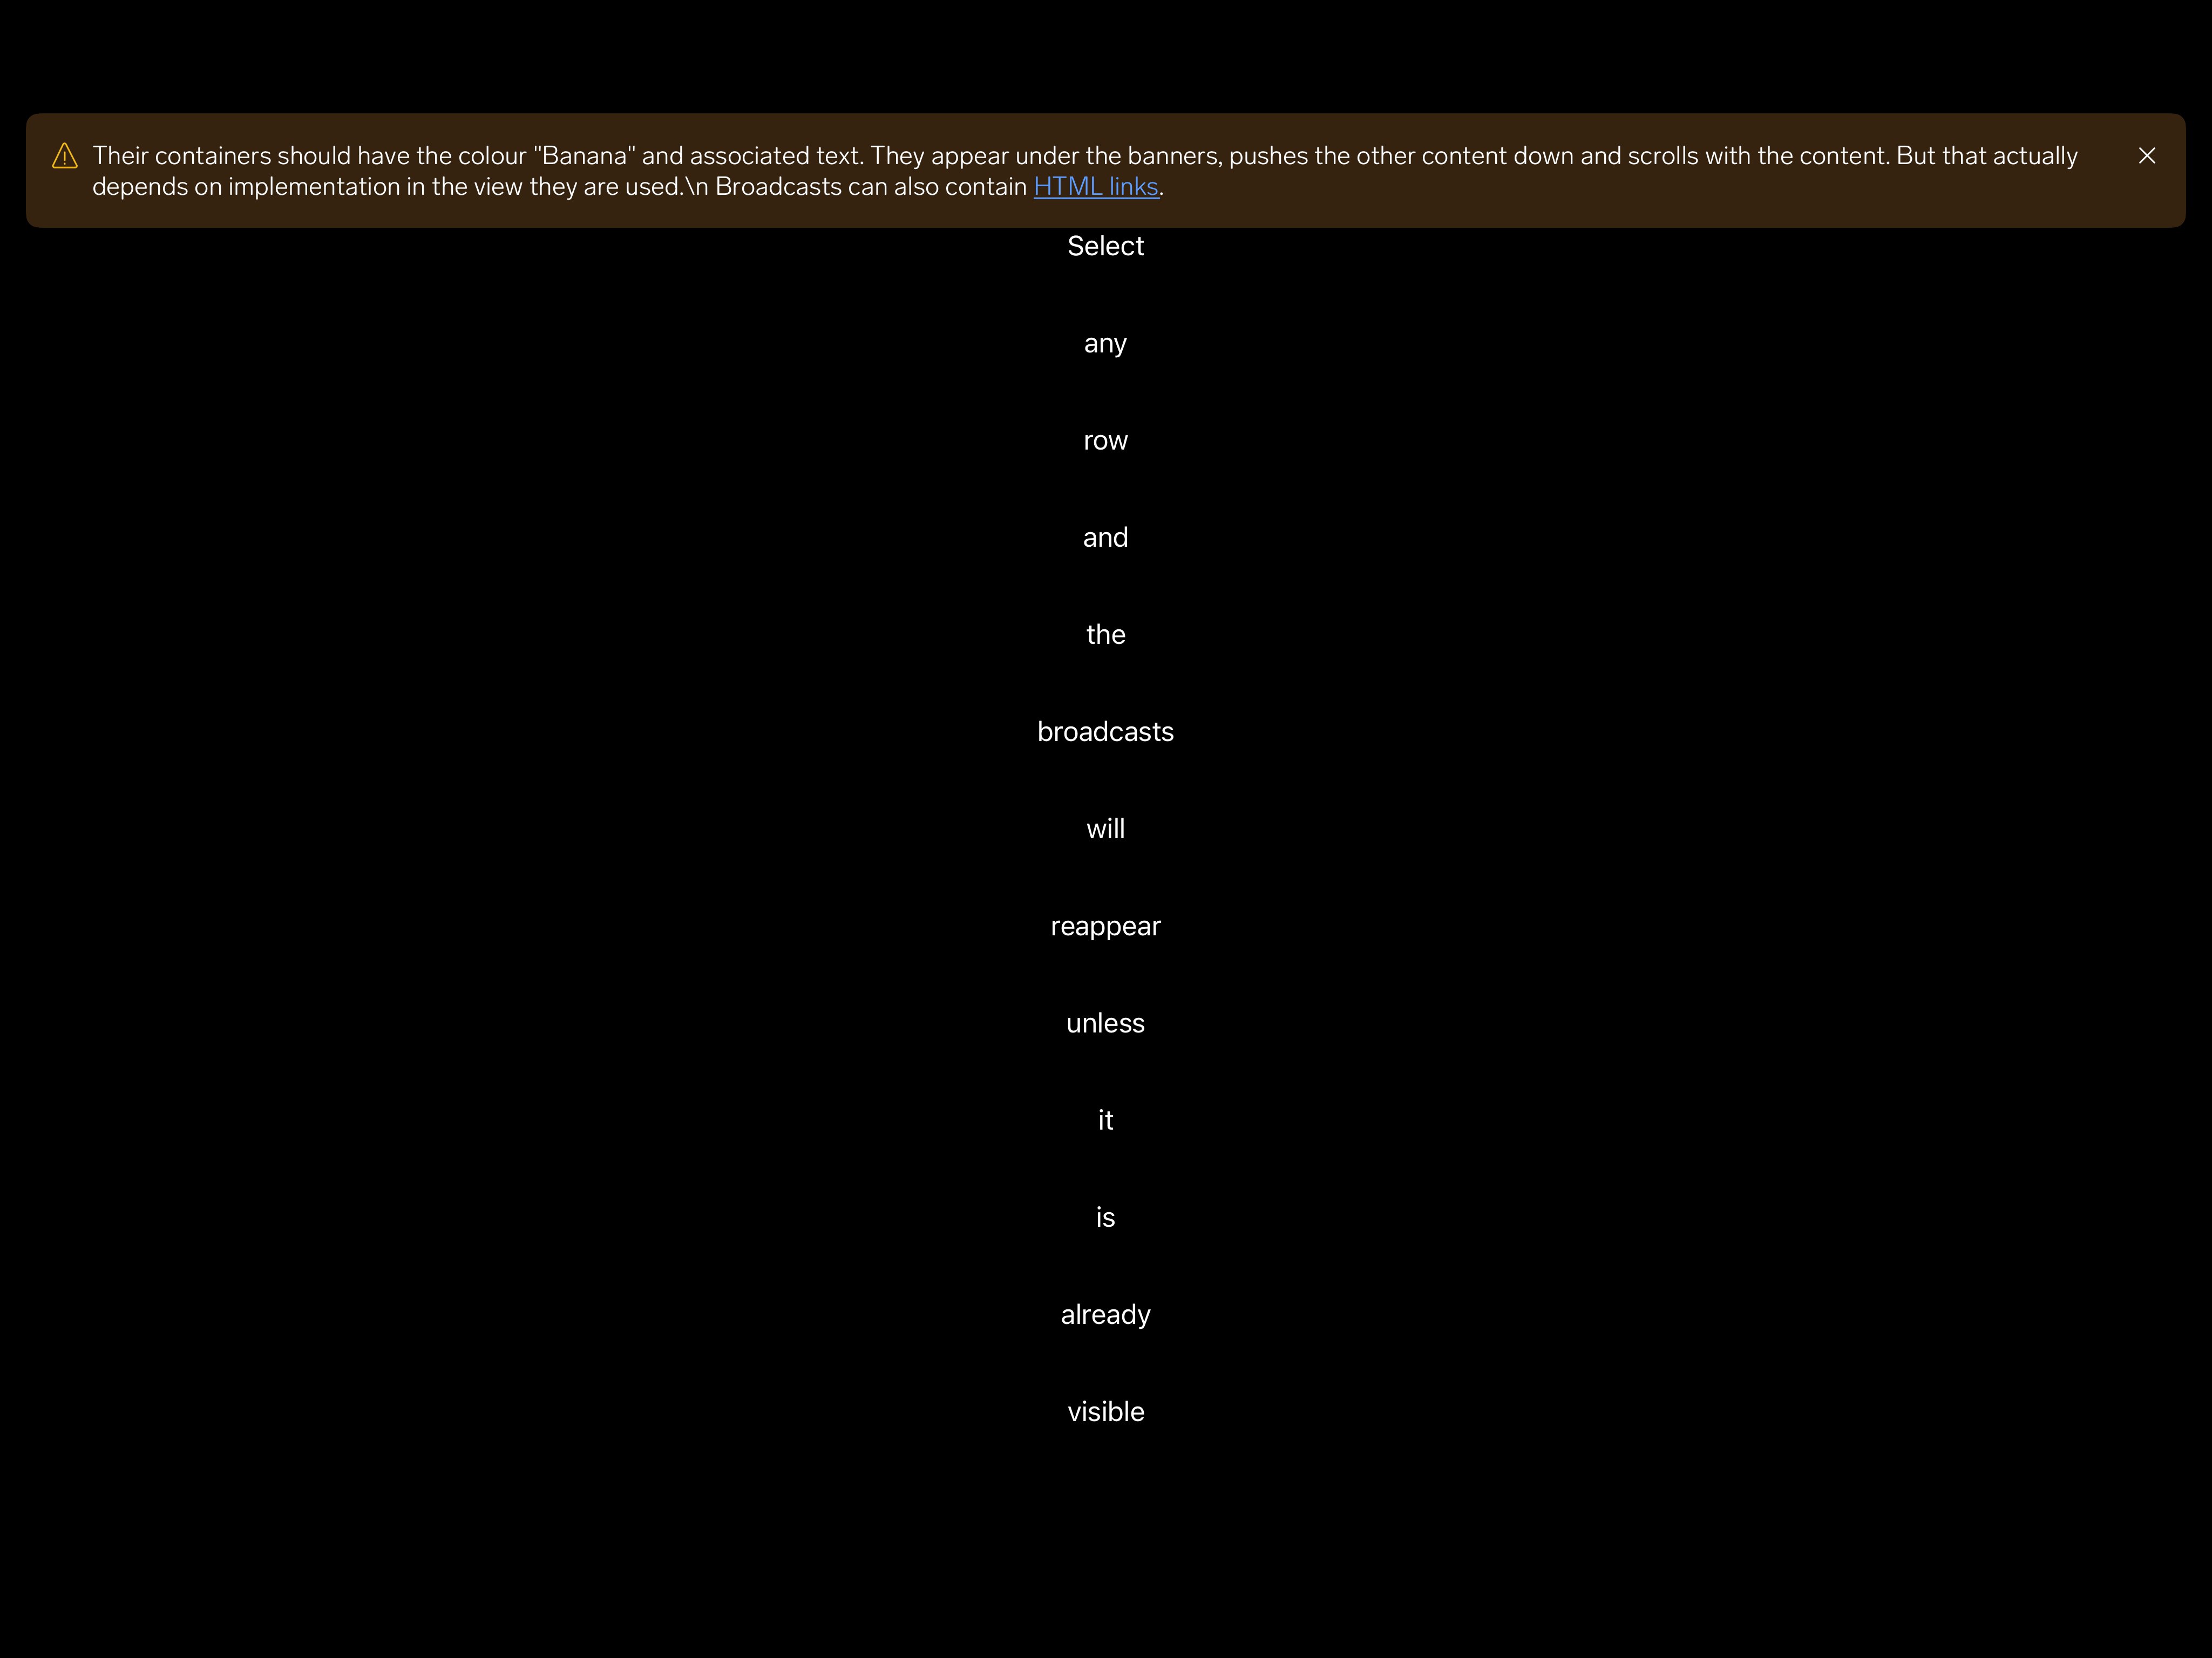 Their containers should have the colour "Banana" and associated text. They appear under the banners, pushes the other content down and scrolls with the content. But that actually
depends on implementation in the view they are used.\n Broadcasts can also contain HTML links.
Select
any
row
and
the
broadcasts
will
reappear
unless
it
is
already
visible